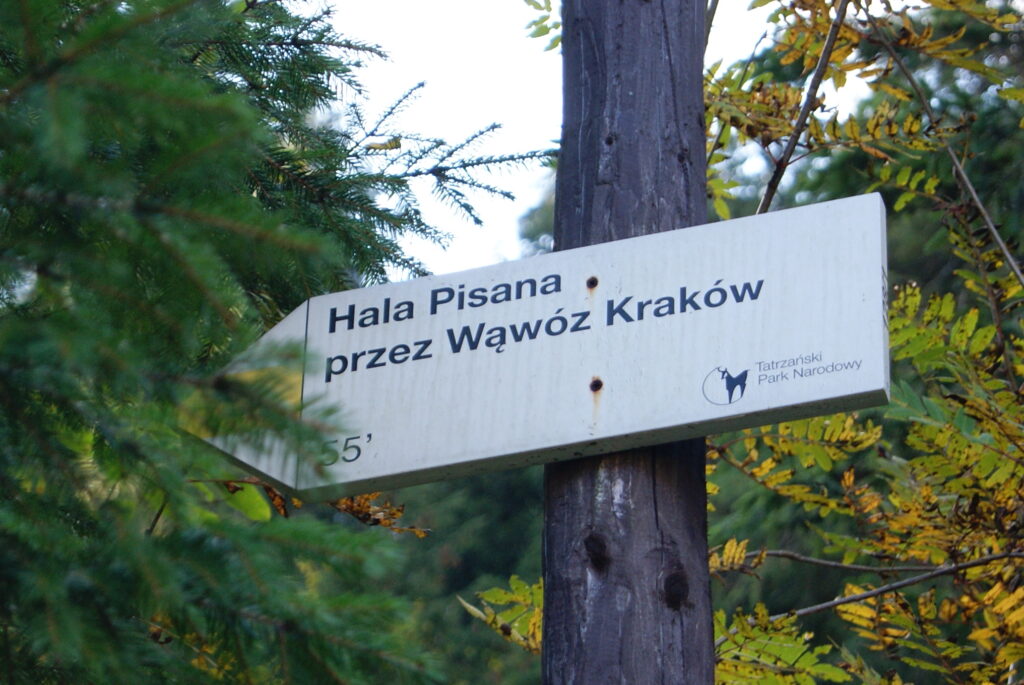 Hala Pisana
przez Wąwóz Kraków
55’
Tatrzański
Park Narodowy